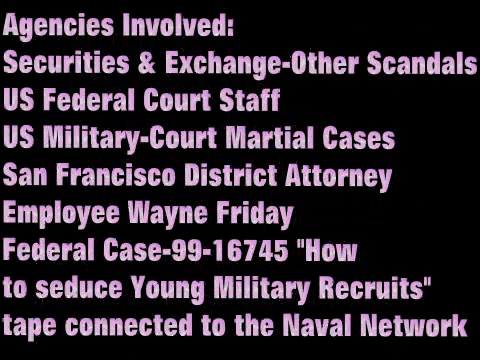 Agencies Involved:
Securities & Exchange-Other Scandals
US Federal Court Staff
US Military-Court Martial Cases
San Francisco District Attorney
Employee Wayne Friday
Federal Case-99-16745 "How
to seduce Young Military Recruits"
tape connected to the Naval Network